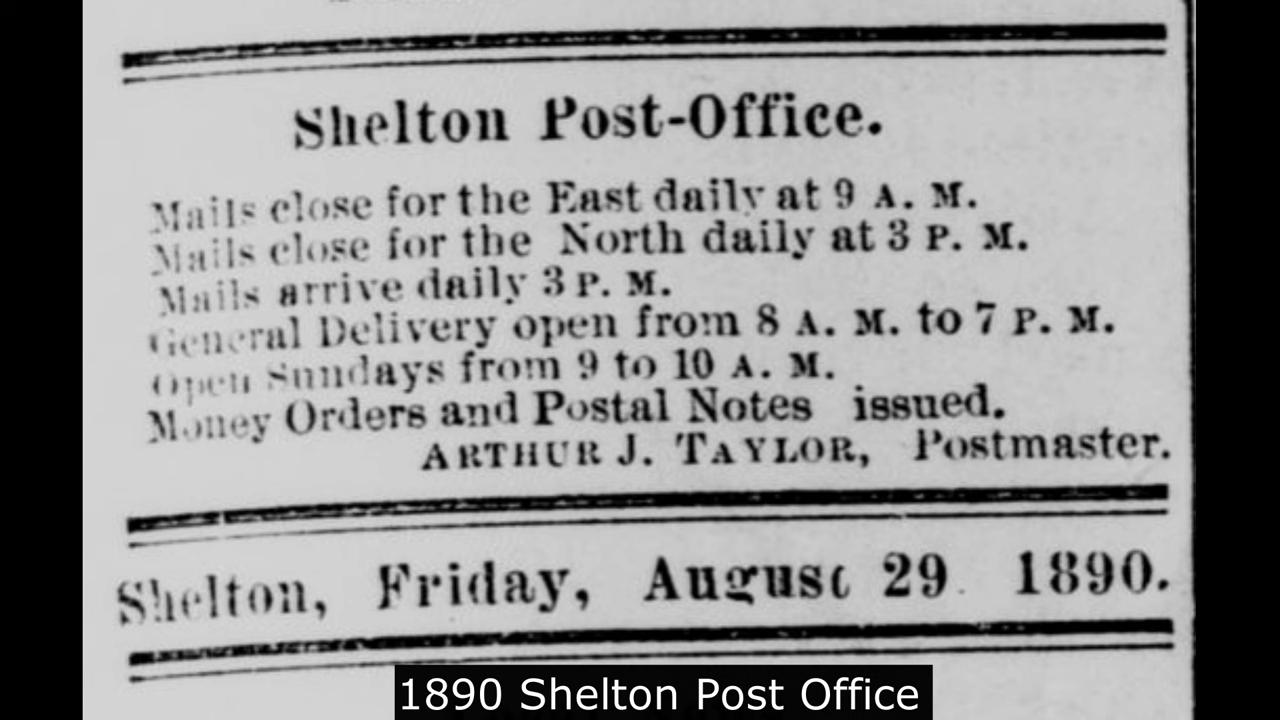 Shelton Post-Office.
Mails close for the East daily at 9 A. M.
Mails close for the North daily at 3 P. M.
Mails arrive daily 3 P. M.
General Delivery open from 8 A. M. to 7 P. M.
Open Sundays from 9 to 10 A. M.
Money Orders and Postal Notes issued.
ARTHUR J. TAYLOR, Postmaster.
Shelton, Friday, August 29 1890.
1890 Shelton Post Office